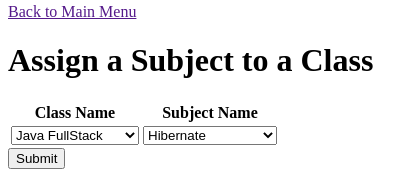 Back to Main Menu
Assign a Subject to a Class
Class Name Subject Name
Java FullStack Hibernate
Submit